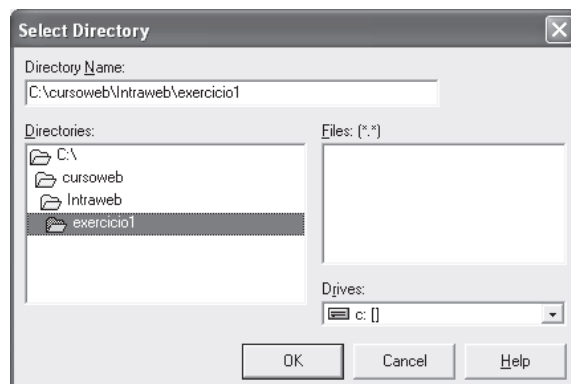 Select Directory
Directory Name:
C:\cursoweb\Intraweb\exercicio1
Directories:
C:\
cursoweb
Intraweb
exercicio1
Files: (*.*)
Drives:
c: []
OK
Cancel
Help